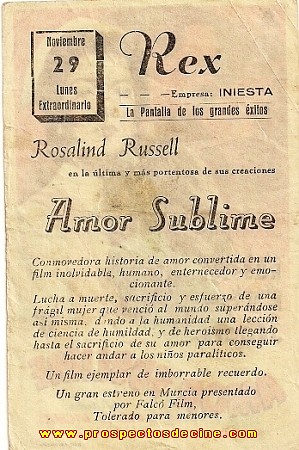 Noviembre
29
Lunes
Extraordinario
Rex
— — —Empresa: INIESTA
La Pantalla de los grandes éxitos
Rosalind Russell
en la última y más portentosa de sus creaciones
Amor Sublime
Conmovedora historia de amor convertida en un
film inolvidable, humano, enternecedor y emo-
cionante.
Lucha a muerte, sacrificio y esfuerzo de una
frágil mujer que venció al mundo superándose
así misma, dando a la humanidad una lección
de ciencia de humildad, y de heroísmo llegando
hasta el sacrificio de su amor para conseguir
hacer andar a los niños paralíticos.
Un film ejemplar de imborrable recuerdo.
Un gran estreno en Murcia presentado
por Falcó Film,
Tolerado para menores.
www.prospectosdecine.com